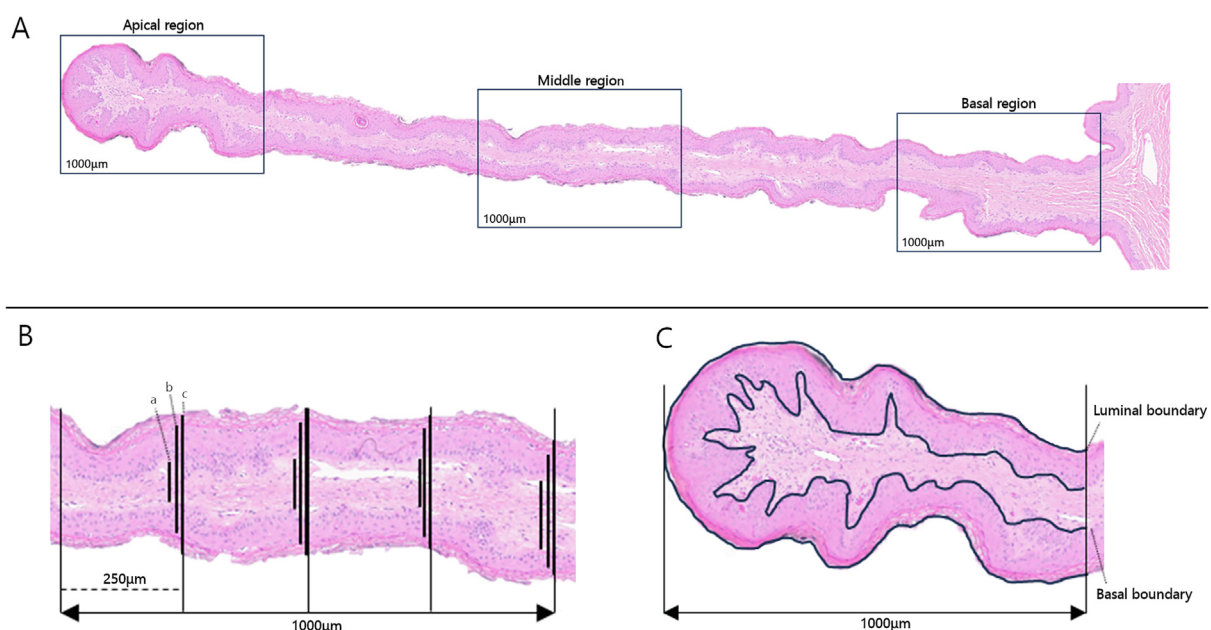 A
Apical region
1000μm
Middle region
1000μm
Basal region
1000μm
B
a
b
c
250μm
1000μm
C
Luminal boundary
Basal boundary
1000μm